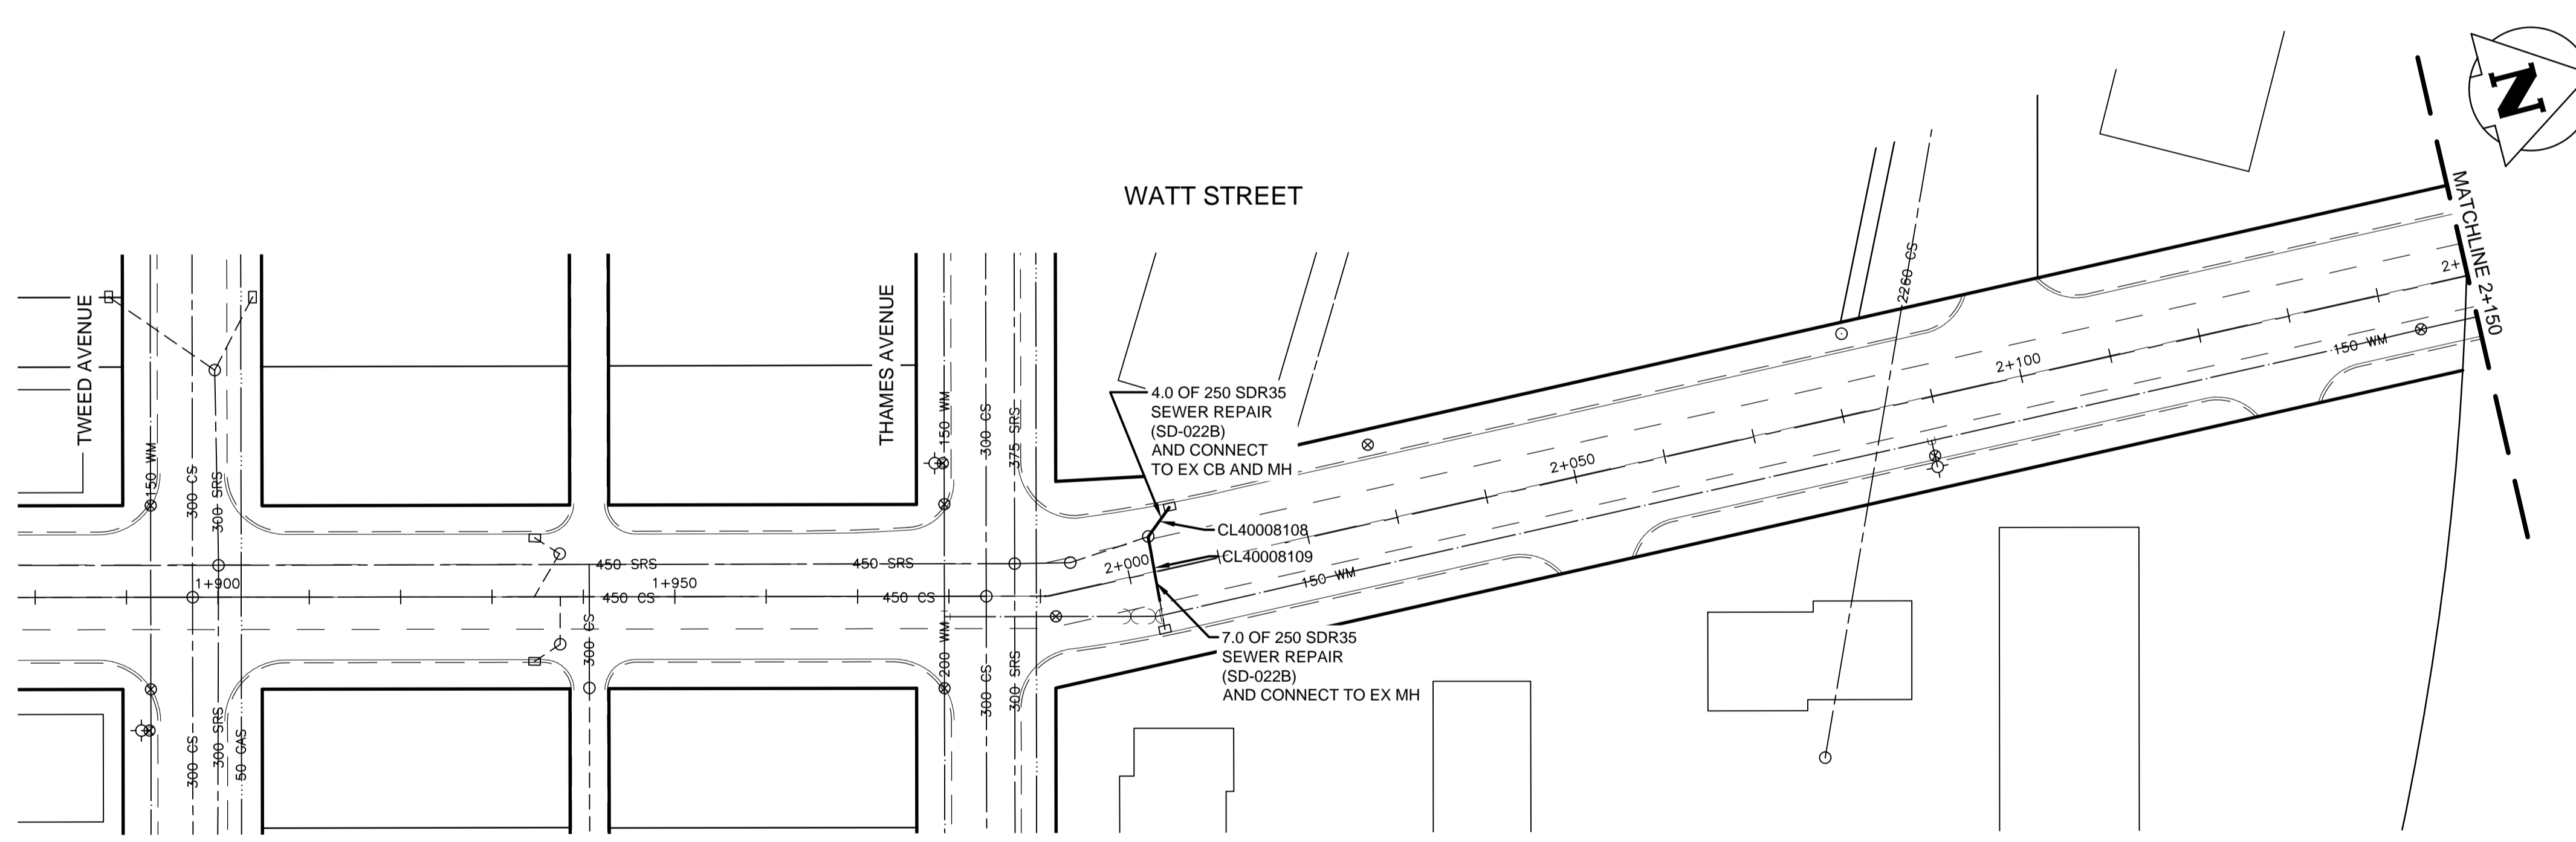 N
WATT STREET
MATCHLINE 2+150
2+
2260 CS
TWEED AVENUE
THAMES AVENUE
150 WM
2+100
4.0 OF 250 SDR35
SEWER REPAIR
(SD-022B)
AND CONNECT
TO EX CB AND MH
150 WM
300 CS
375 SRS
150 WM
300 CS
300 SRS
2+050
CL40008108
CL40008109
450 SRS
450 SRS
2+000
1+900
1+950
150 WM
450 CS
450 CS
300 CS
200 WM
300 CS
300 SRS
7.0 OF 250 SDR35
SEWER REPAIR
(SD-022B)
AND CONNECT TO EX MH
300 CS
300 SRS
50 GAS